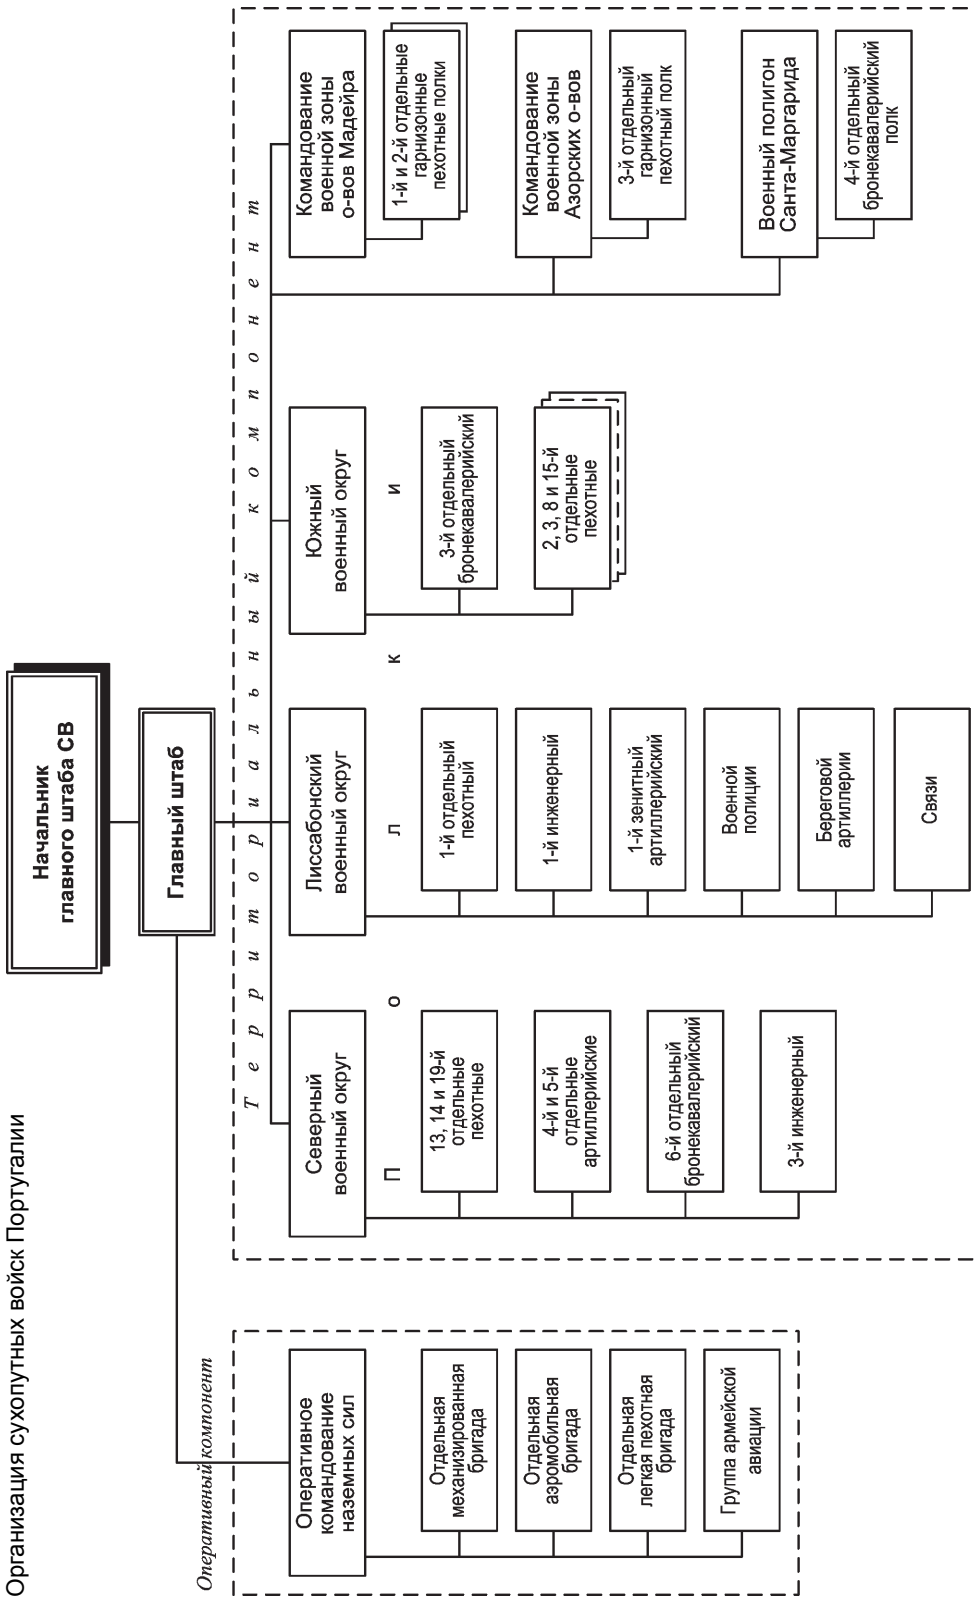 Организация сухопутных войск Португалии
Начальник
главного штаба СВ
Главный штаб
Оперативный компонент
Оперативное
командование
наземных сил
Отдельная
механизированная
бригада
Отдельная
аэромобильная
бригада
Отдельная
легкая пехотная
бригада
Группа армейской
авиации
Территориальный компонент
Северный
военный округ
Лиссабонский
военный округ
Южный
военный округ
Командование
военной зоны
о-вов Мадейра
1-й и 2-й отдельные
гарнизонные
пехотные полки
Командование
военной зоны
Азорских о-вов
3-й отдельный
гарнизонный
пехотный полк
Военный полигон
Санта-Маргарида
4-й отдельный
бронекавалерийский
полк
Полки
13, 14 и 19-й
отдельные
пехотные
4-й и 5-й
отдельные
артиллерийские
6-й отдельный
бронекавалерийский
3-й инженерный
1-й отдельный
пехотный
1-й инженерный
1-й зенитный
артиллерийский
Военной
полиции
Береговой
артиллерии
Связи
3-й отдельный
бронекавалерийский
2, 3, 8 и 15-й
отдельные
пехотные